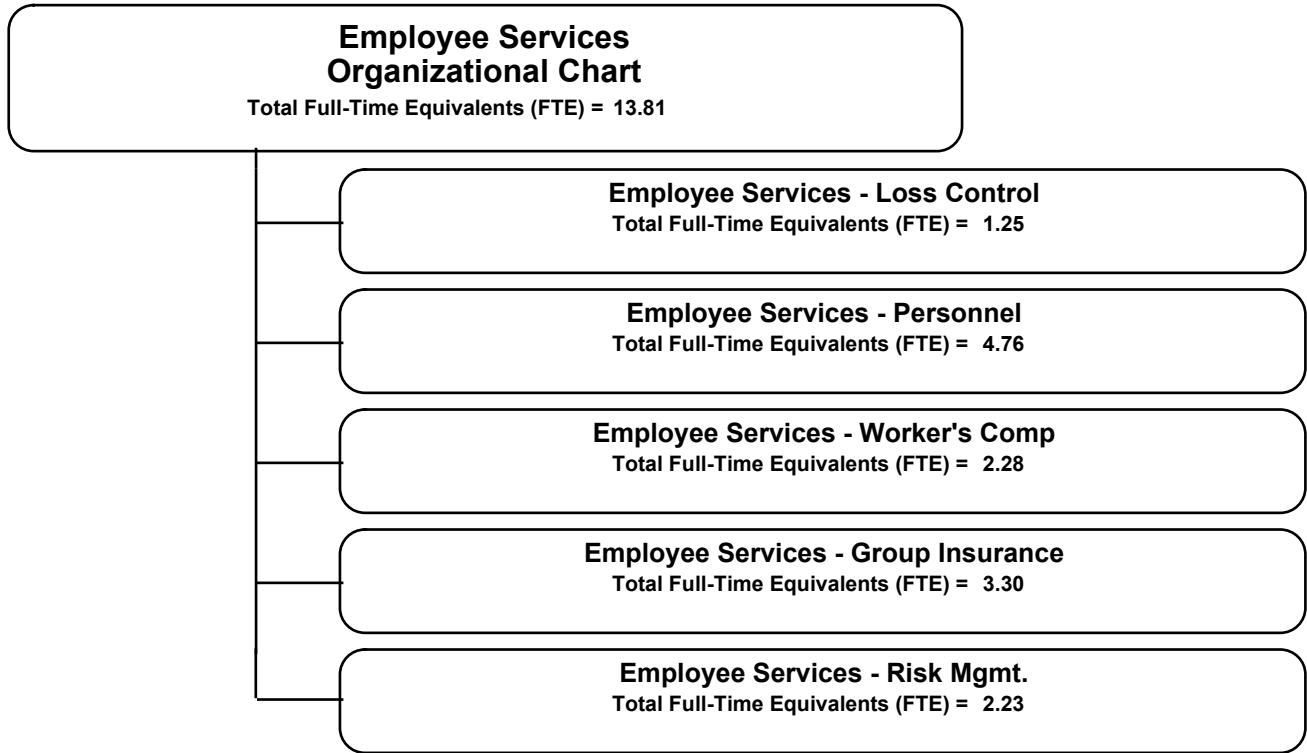 Employee Services
Organizational Chart
Total Full-Time Equivalents (FTE) = 13.81
Employee Services - Loss Control
Total Full-Time Equivalents (FTE) = 1.25
Employee Services - Personnel
Total Full-Time Equivalents (FTE) = 4.76
Employee Services - Worker's Comp
Total Full-Time Equivalents (FTE) = 2.28
Employee Services - Group Insurance
Total Full-Time Equivalents (FTE) = 3.30
Employee Services - Risk Mgmt.
Total Full-Time Equivalents (FTE) = 2.23